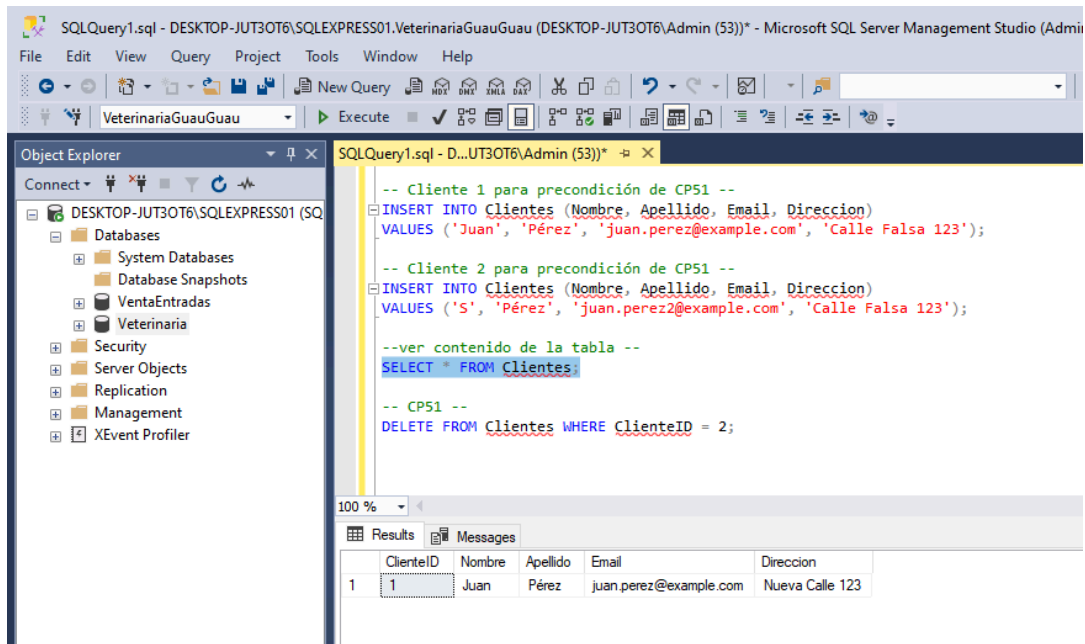 SQLQuery1.sql - DESKTOP-JUT3OT6\SQLEXPRESS01.VeterinariaGuauGuau (DESKTOP-JUT3OT6\Admin (53))* - Microsoft SQL Server Management Studio (Admin
File Edit View Query Project Tools Window Help
New Query MDX DMX XMLA DAX
VeterinariaGuauGuau Execute
Object Explorer
Connect
DESKTOP-JUT3OT6\SQLEXPRESS01 (SQ
Databases
System Databases
Database Snapshots
VentaEntradas
Veterinaria
Security
Server Objects
Replication
Management
XEvent Profiler
SQLQuery1.sql - D...UT3OT6\Admin (53))*
-- Cliente 1 para precondición de CP51 --
INSERT INTO Clientes (Nombre, Apellido, Email, Direccion)
VALUES ('Juan', 'Pérez', 'juan.perez@example.com', 'Calle Falsa 123');
-- Cliente 2 para precondición de CP51 --
INSERT INTO Clientes (Nombre, Apellido, Email, Direccion)
VALUES ('S', 'Pérez', 'juan.perez2@example.com', 'Calle Falsa 123');
--ver contenido de la tabla --
SELECT * FROM Clientes;
-- CP51 --
DELETE FROM Clientes WHERE ClienteID = 2;
100 %
Results Messages
ClienteID Nombre Apellido Email Direccion
1 1 Juan Pérez juan.perez@example.com Nueva Calle 123